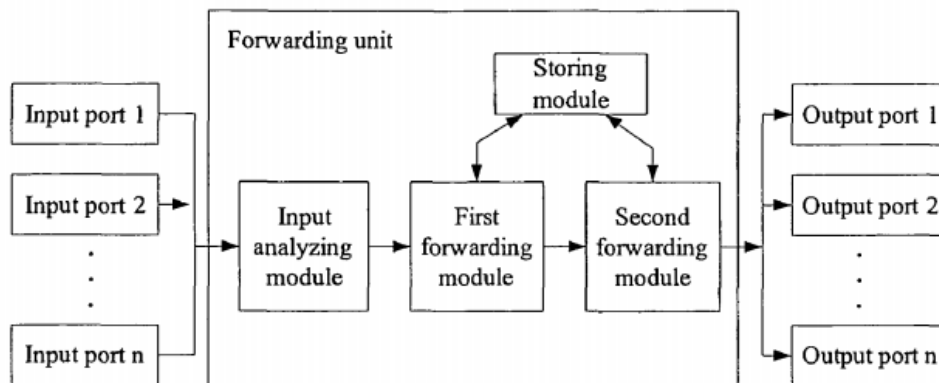 Forwarding unit
Storing
module
Input port 1
Input port 2
Input port n
Input
analyzing
module
First
forwarding
module
Second
forwarding
module
Output port 1
Output port 2
Output port n